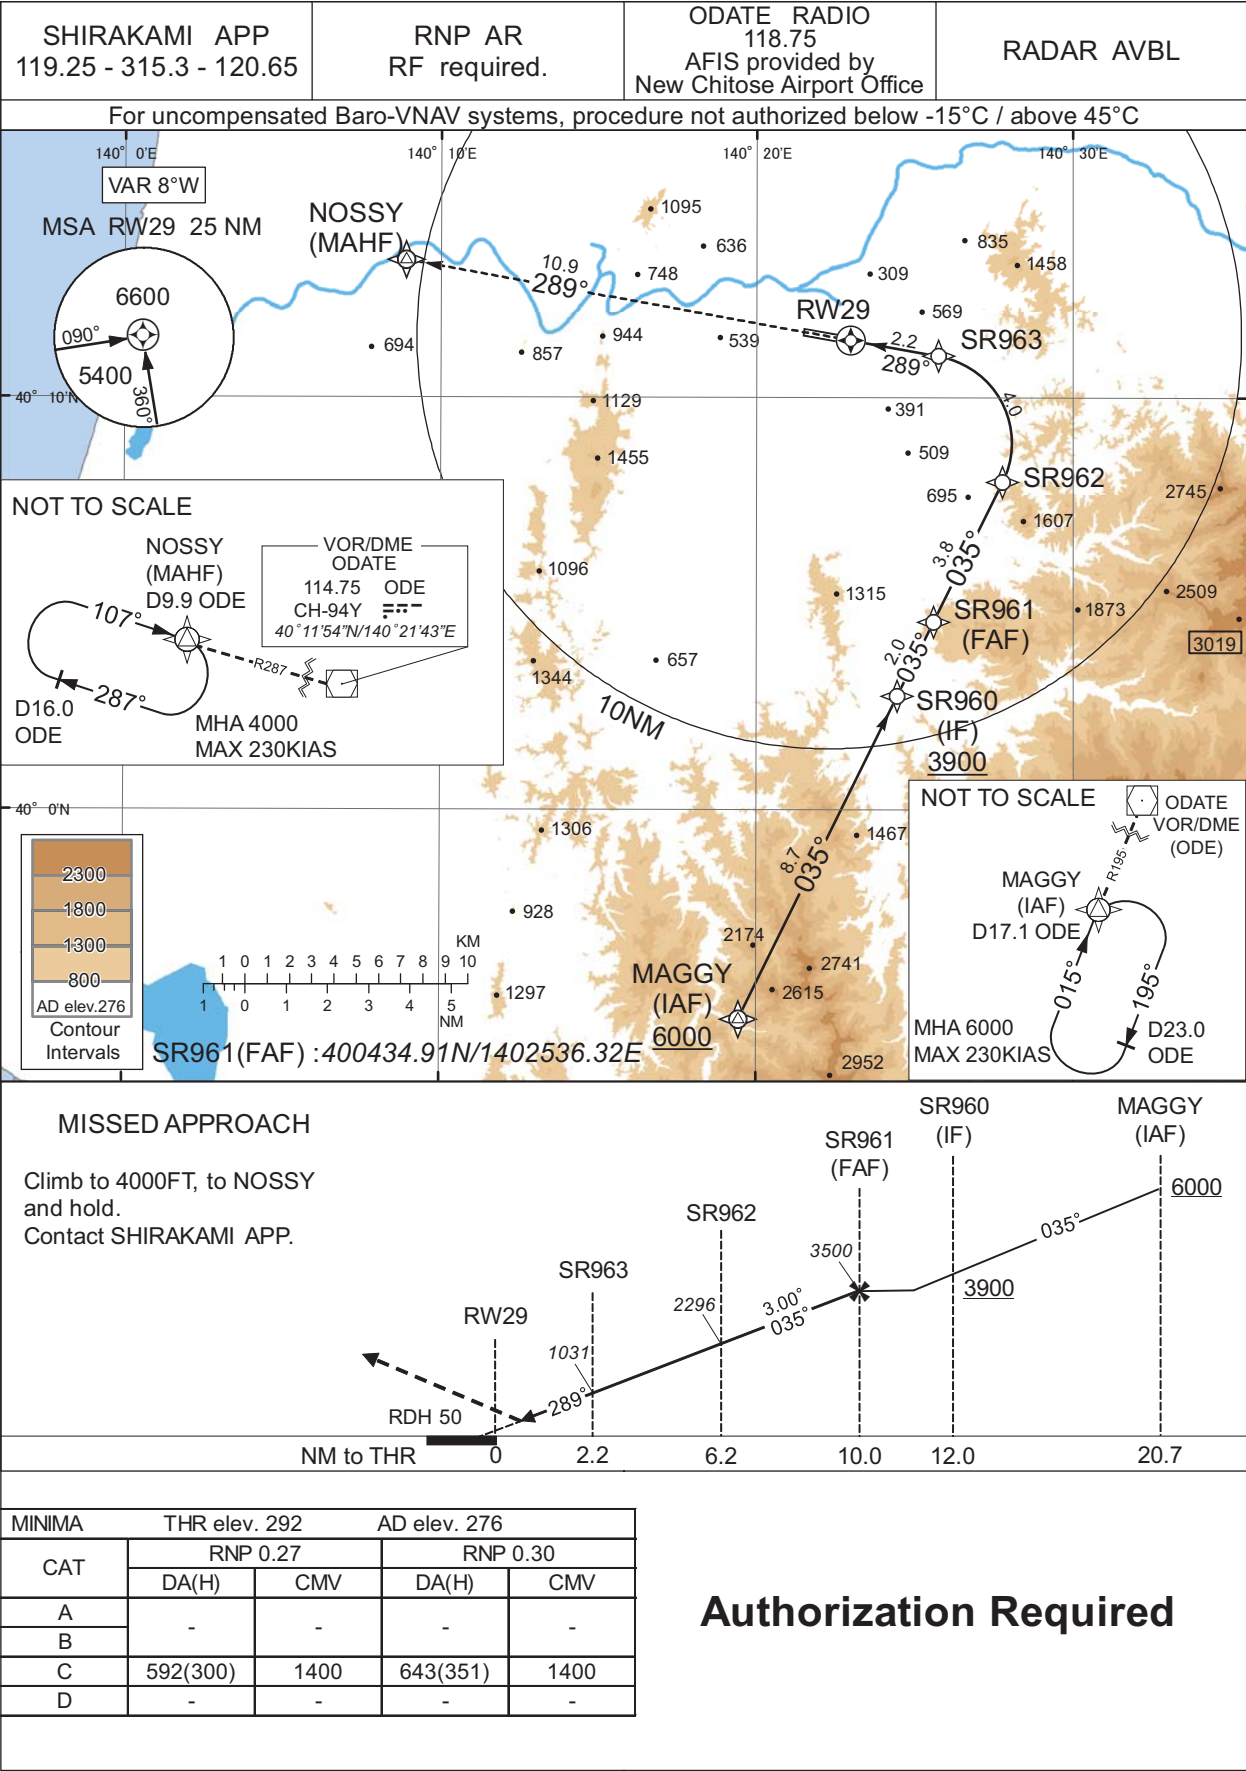 SHIRAKAMI APP
119.25 - 315.3 - 120.65
RNP AR
RF required.
ODATE RADIO
118.75
AFIS provided by
New Chitose Airport Office
RADAR AVBL
For uncompensated Baro-VNAV systems, procedure not authorized below -15°C / above 45°C
140° 0'E
140° 10'E
140° 20'E
140° 30'E
VAR 8°W
MSA RW29 25 NM
6600
090°
5400
360°
40° 10'N
NOSSY
(MAHF)
10.9
289°
1095
636
748
309
835
1458
569
RW29
2.2
289°
SR963
694
857
944
539
1129
391
4.0
1455
509
695
SR962
2745
1607
3.8
035°
1096
1315
SR961
(FAF)
1873
2509
3019
2.0
035°
657
1344
10NM
SR960
(IF)
3900
NOT TO SCALE
NOSSY
(MAHF)
D9.9 ODE
VOR/DME
ODATE
114.75 ODE
CH-94Y
40°11'54"N/140°21'43"E
107°
R287
287°
D16.0
ODE
MHA 4000
MAX 230KIAS
40° 0'N
1306
1467
8.7
035°
928
2174
2741
2615
1297
2952
MAGGY
(IAF)
6000
2300
1800
1300
800
AD elev.276
Contour
Intervals
KM
1 0 1 2 3 4 5 6 7 8 9 10
1 0 1 2 3 4 5
NM
SR961(FAF) :400434.91N/1402536.32E
NOT TO SCALE
ODATE
VOR/DME
(ODE)
R195
MAGGY
(IAF)
D17.1 ODE
015°
195°
MHA 6000
MAX 230KIAS
D23.0
ODE
MISSED APPROACH
Climb to 4000FT, to NOSSY
and hold.
Contact SHIRAKAMI APP.
RW29
SR963
SR962
SR961
(FAF)
SR960
(IF)
MAGGY
(IAF)
6000
035°
3900
3500
3.00°
035°
2296
1031
289°
RDH 50
NM to THR 0 2.2 6.2 10.0 12.0 20.7
MINIMA THR elev. 292 AD elev. 276
CAT RNP 0.27 RNP 0.30
DA(H) CMV DA(H) CMV
A
- - - -
B
C 592(300) 1400 643(351) 1400
D - - - -
Authorization Required